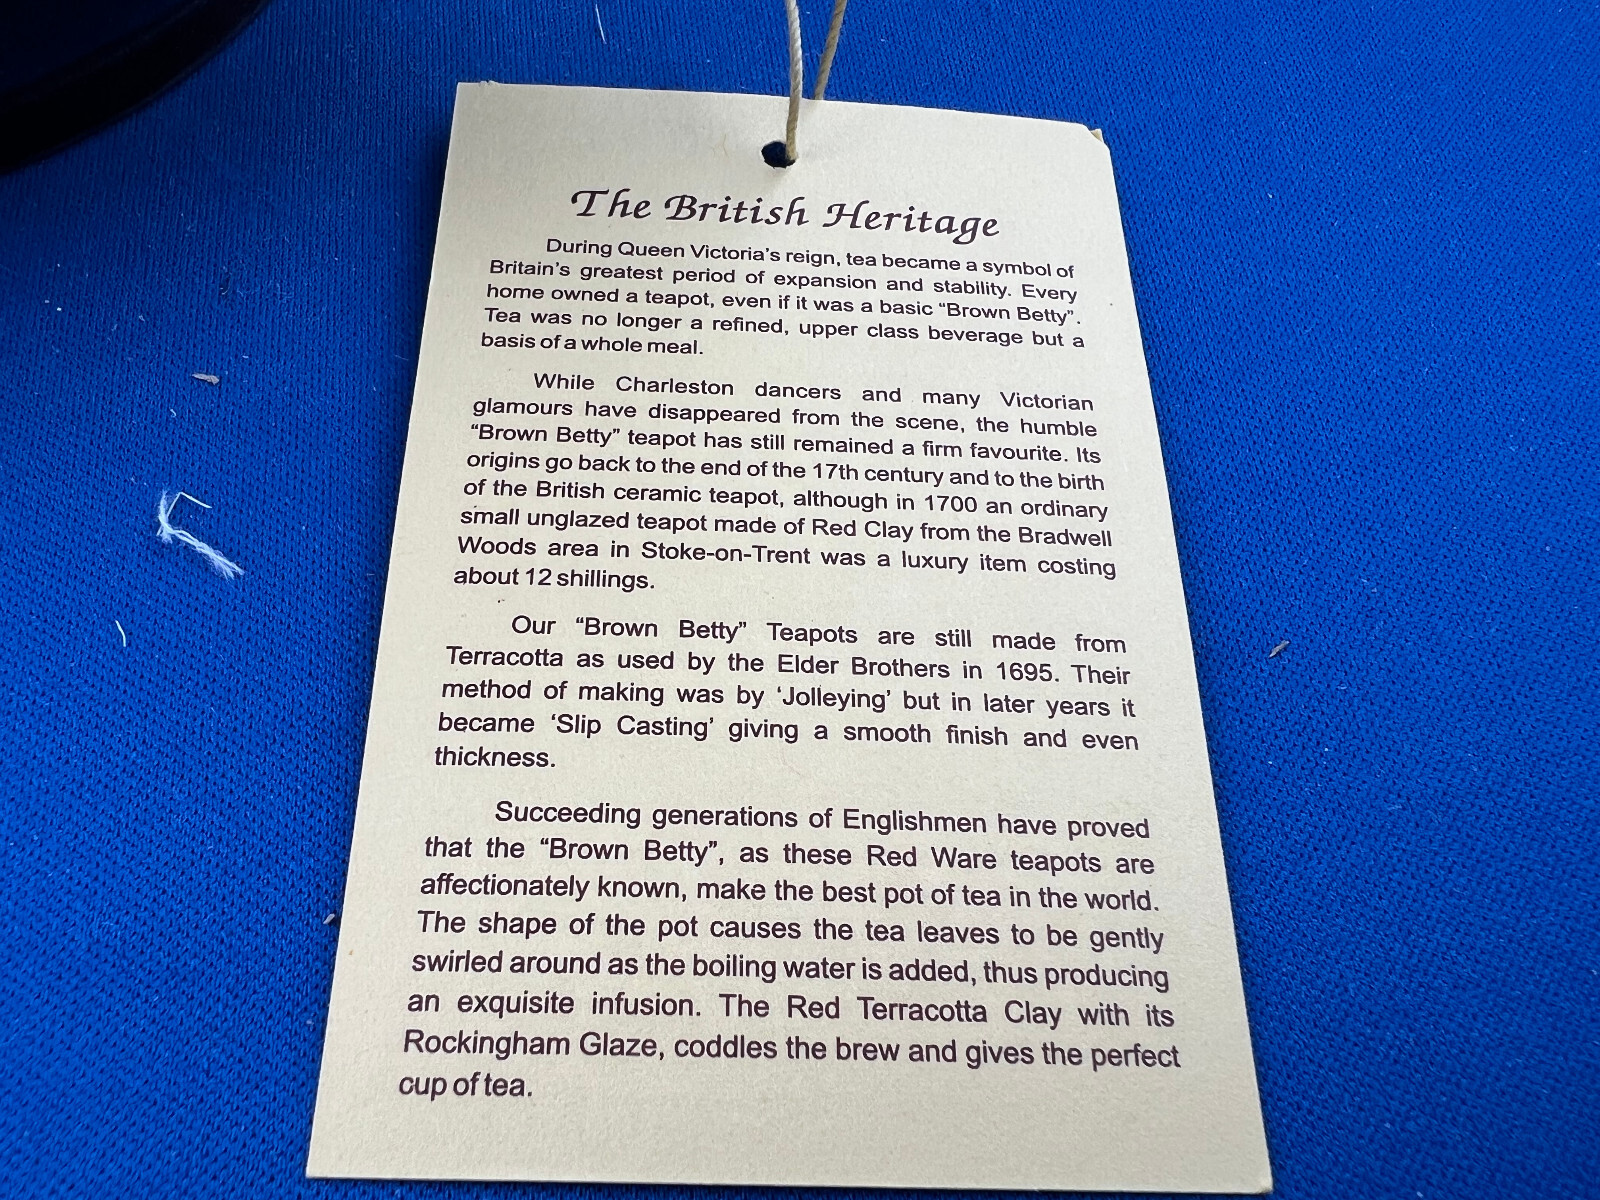 The British Heritage
During Queen Victoria’s reign, tea became a symbol of
Britain’s greatest period of expansion and stability. Every
home owned a teapot, even if it was a basic “Brown Betty”.
Tea was no longer a refined, upper class beverage but a
basis of a whole meal.
While Charleston dancers and many Victorian
glamours have disappeared from the scene, the humble
“Brown Betty” teapot has still remained a firm favourite. Its
origins go back to the end of the 17th century and to the birth
of the British ceramic teapot, although in 1700 an ordinary
small unglazed teapot made of Red Clay from the Bradwell
Woods area in Stoke-on-Trent was a luxury item costing
about 12 shillings.
Our “Brown Betty” Teapots are still made from
Terracotta as used by the Elder Brothers in 1695. Their
method of making was by ‘Jolleying’ but in later years it
became ‘Slip Casting’ giving a smooth finish and even
thickness.
Succeeding generations of Englishmen have proved
that the “Brown Betty”, as these Red Ware teapots are
affectionately known, make the best pot of tea in the world.
The shape of the pot causes the tea leaves to be gently
swirled around as the boiling water is added, thus producing
an exquisite infusion. The Red Terracotta Clay with its
Rockingham Glaze, coddles the brew and gives the perfect
cup of tea.